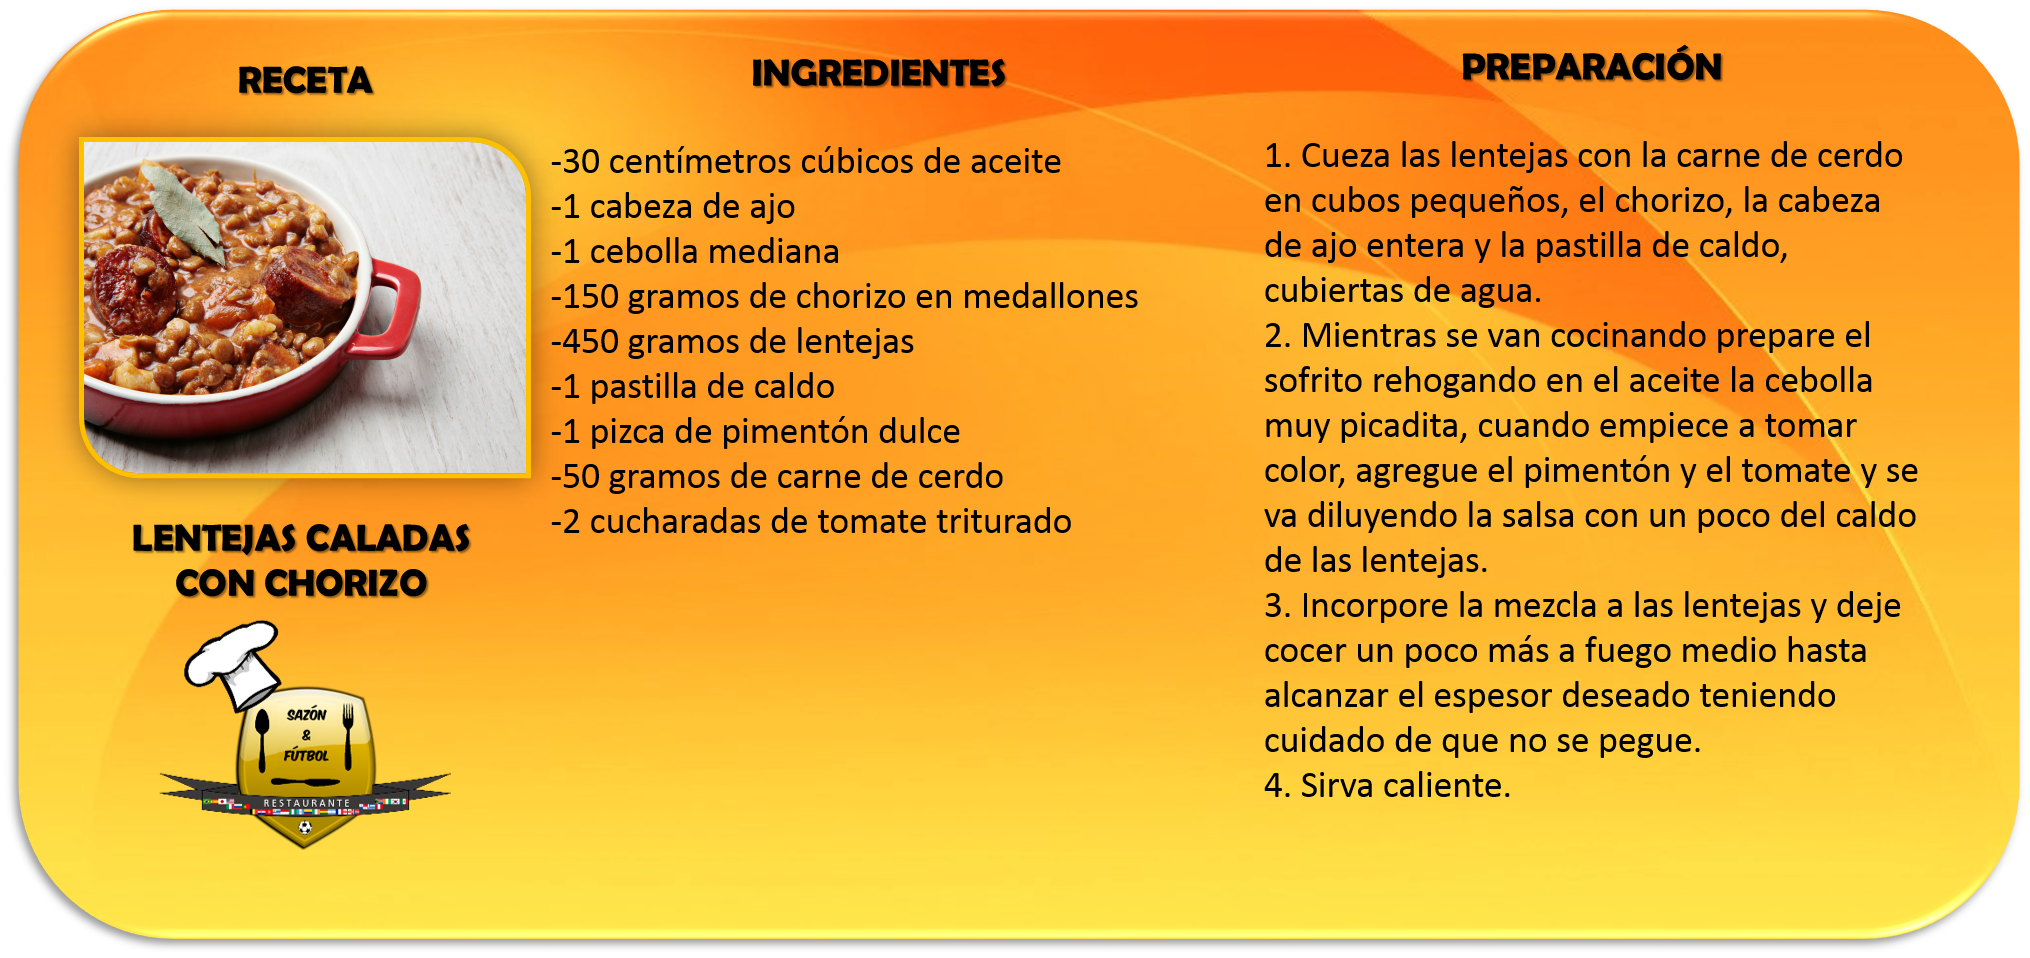 RECETA
LENTEJAS CALADAS
CON CHORIZO
SAZÓN
&
FÚTBOL
RESTAURANTE
INGREDIENTES
-30 centímetros cúbicos de aceite
-1 cabeza de ajo
-1 cebolla mediana
-150 gramos de chorizo en medallones
-450 gramos de lentejas
-1 pastilla de caldo
-1 pizca de pimentón dulce
-50 gramos de carne de cerdo
-2 cucharadas de tomate triturado
PREPARACIÓN
1. Cueza las lentejas con la carne de cerdo
en cubos pequeños, el chorizo, la cabeza
de ajo entera y la pastilla de caldo,
cubiertas de agua.
2. Mientras se van cocinando prepare el
sofrito rehogando en el aceite la cebolla
muy picadita, cuando empiece a tomar
color, agregue el pimentón y el tomate y se
va diluyendo la salsa con un poco del caldo
de las lentejas.
3. Incorpore la mezcla a las lentejas y deje
cocer un poco más a fuego medio hasta
alcanzar el espesor deseado teniendo
cuidado de que no se pegue.
4. Sirva caliente.